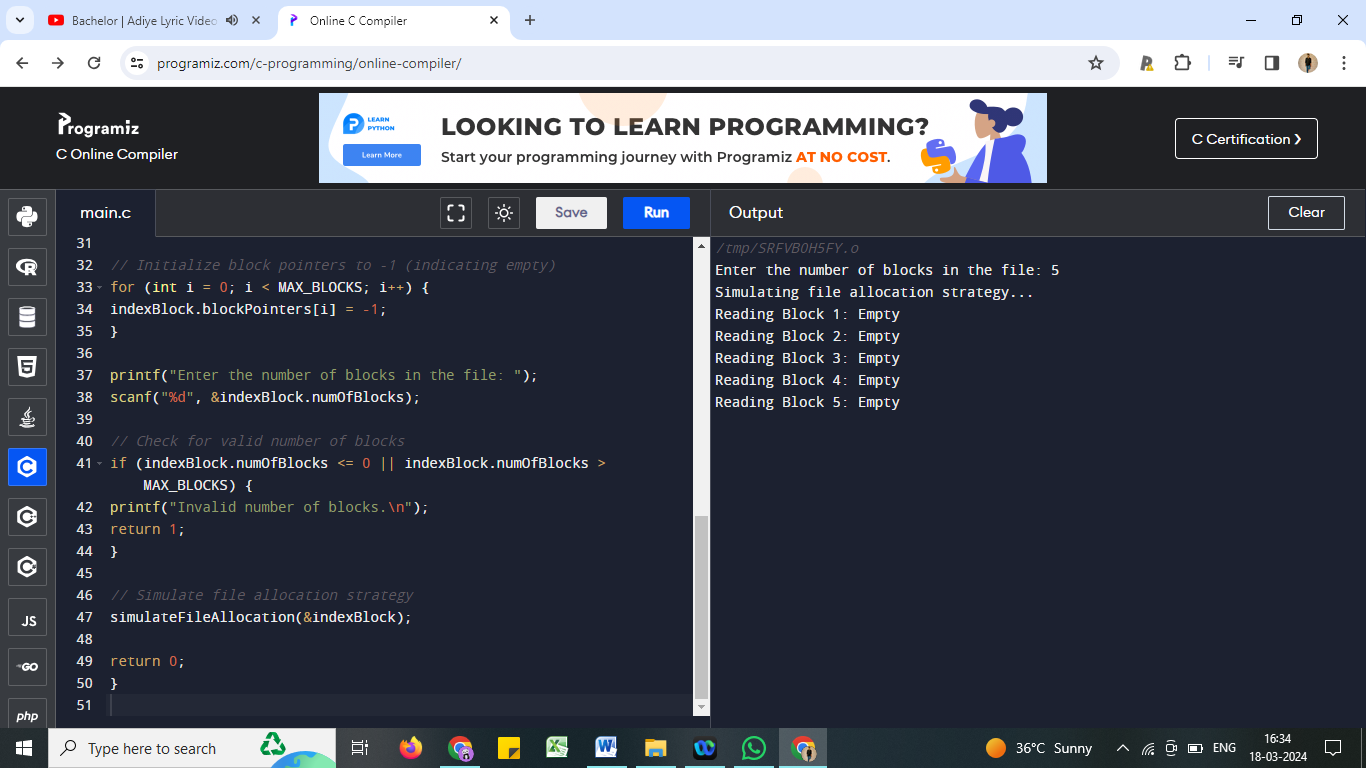 Bachelor | Adiye Lyric Video
Online C Compiler
programiz.com/c-programming/online-compiler/
Programiz
C Online Compiler
LEARN
PYTHON
Learn More
LOOKING TO LEARN PROGRAMMING?
Start your programming journey with Programiz AT NO COST.
C Certification ❯
main.c
Save
Run
Output
Clear
31
32 // Initialize block pointers to -1 (indicating empty)
33 for (int i = 0; i < MAX_BLOCKS; i++) {
34 indexBlock.blockPointers[i] = -1;
35 }
36
37 printf("Enter the number of blocks in the file: ");
38 scanf("%d", &indexBlock.numOfBlocks);
39
40 // Check for valid number of blocks
41 if (indexBlock.numOfBlocks <= 0 || indexBlock.numOfBlocks >
MAX_BLOCKS) {
42 printf("Invalid number of blocks.\n");
43 return 1;
44 }
45
46 // Simulate file allocation strategy
47 simulateFileAllocation(&indexBlock);
48
49 return 0;
50 }
51
/tmp/SRFVB0H5FY.o
Enter the number of blocks in the file: 5
Simulating file allocation strategy...
Reading Block 1: Empty
Reading Block 2: Empty
Reading Block 3: Empty
Reading Block 4: Empty
Reading Block 5: Empty
JS
GO
php
Type here to search
36°C Sunny
ENG
16:34
18-03-2024